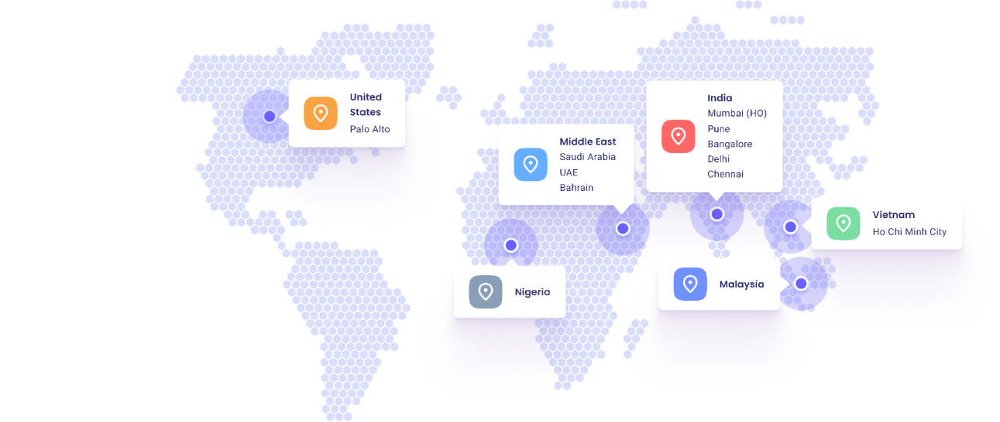 United
States
Palo Alto
Middle East
Saudi Arabia
UAE
Bahrain
India
Mumbai (HO)
Pune
Bangalore
Delhi
Chennai
Vietnam
Ho Chi Minh City
Nigeria
Malaysia